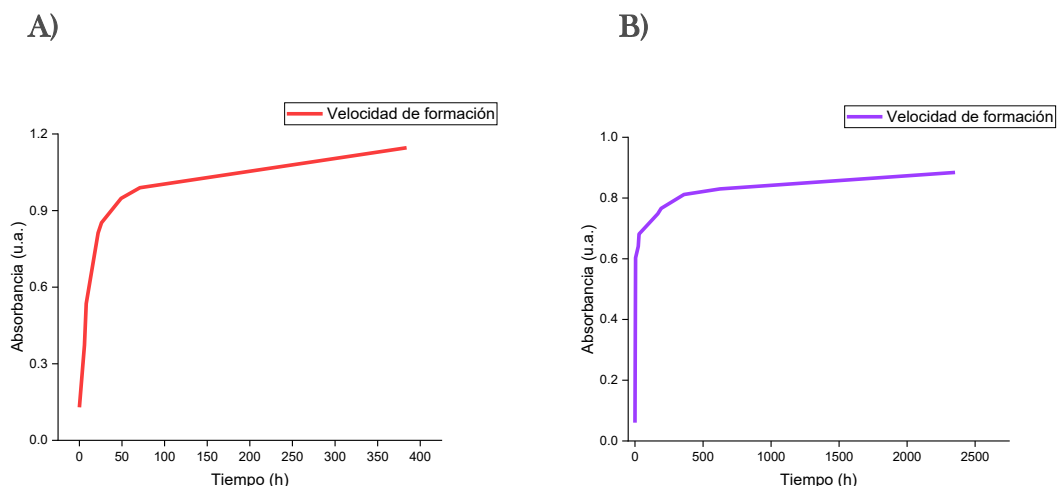 A)
B)
Velocidad de formación
Velocidad de formación
Absorbancia (u.a.)
1.2
0.9
0.6
0.3
0.0
0 50 100 150 200 250 300 350 400
Tiempo (h)
Absorbancia (u.a.)
1.0
0.8
0.6
0.4
0.2
0.0
0 500 1000 1500 2000 2500
Tiempo (h)